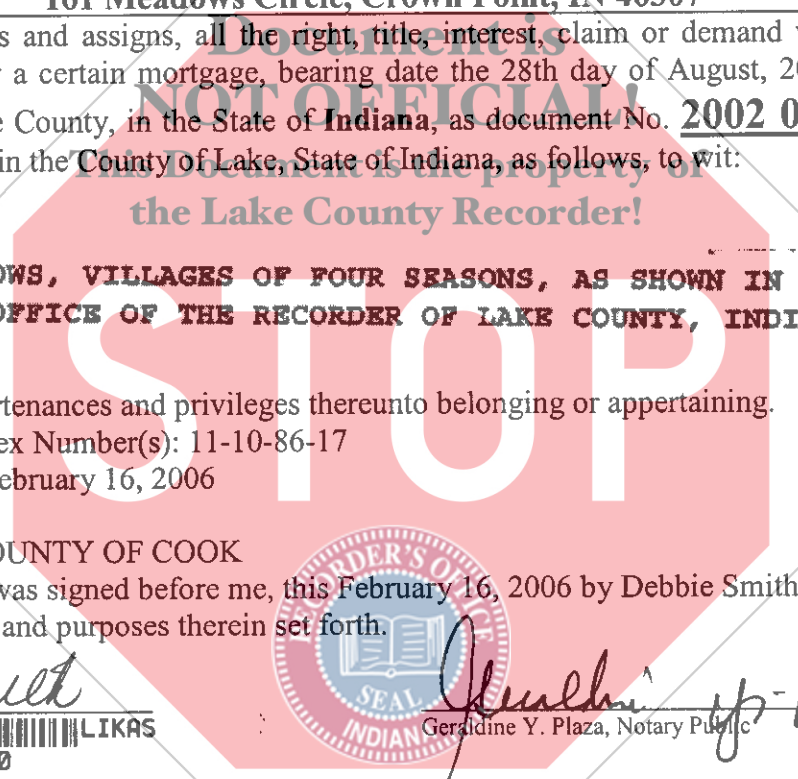 101 Meadows Circle, Crown Point, IN 46307
s and assigns, all the right, title, interest, claim or demand
Document is
a certain mortgage, bearing date the 28th day of August, 20
NOT OFFICIAL!
e County, in the State of Indiana, as document No. 2002 0
in the County of Lake, State of Indiana, as follows, to wit:
This Document is the property of
the Lake County Recorder!
OWS, VILLAGES OF FOUR SEASONS, AS SHOWN IN
OFFICE OF THE RECORDER OF LAKE COUNTY, INDI
STOP
rtenances and privileges thereunto belonging or appertaining.
ex Number(s): 11-10-86-17
ebruary 16, 2006
OUNTY OF COOK
was signed before me, this February 16, 2006 by Debbie Smith
and purposes therein set forth.
RECORDER'S OFFICE
SEAL
INDIANA
LIKAS
Geraldine Y. Plaza, Notary Public
0